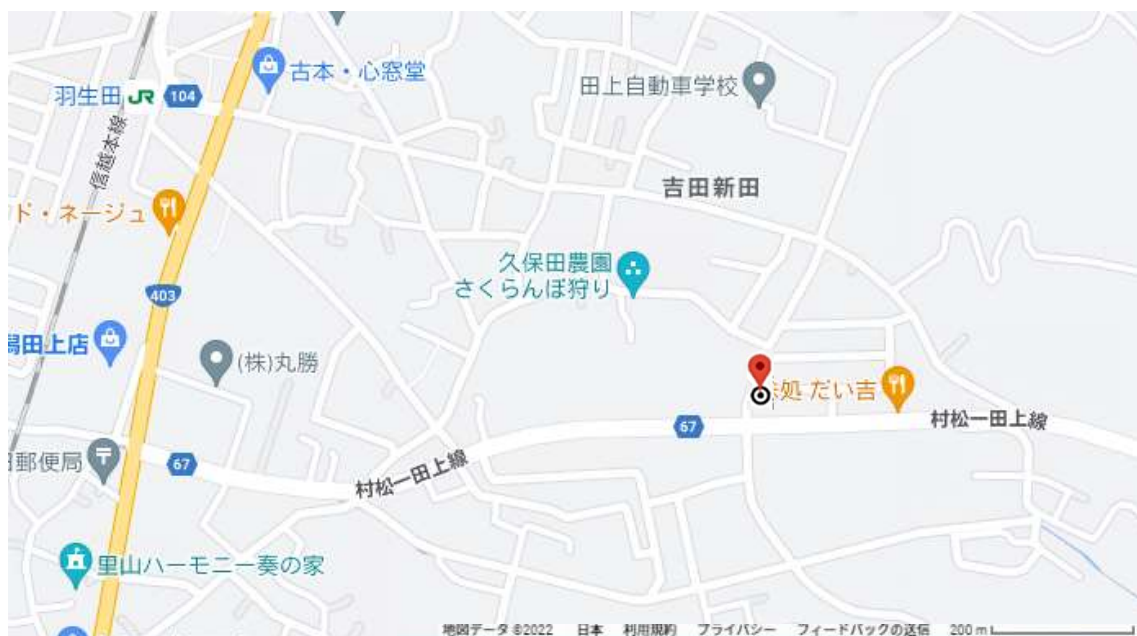 古本・心窓堂
田上自動車学校
羽生田 JR 104
信越本線
吉田新田
ド・ネージュ
久保田農園
さくらんぼ狩り
403
潟田上店
(株)丸勝
処 だい吉
67
村松ー田上線
郵便局
67
村松ー田上線
里山ハーモニー奏の家
地図データ ©2022 日本 利用規約 プライバシー フィードバックの送信 200 m